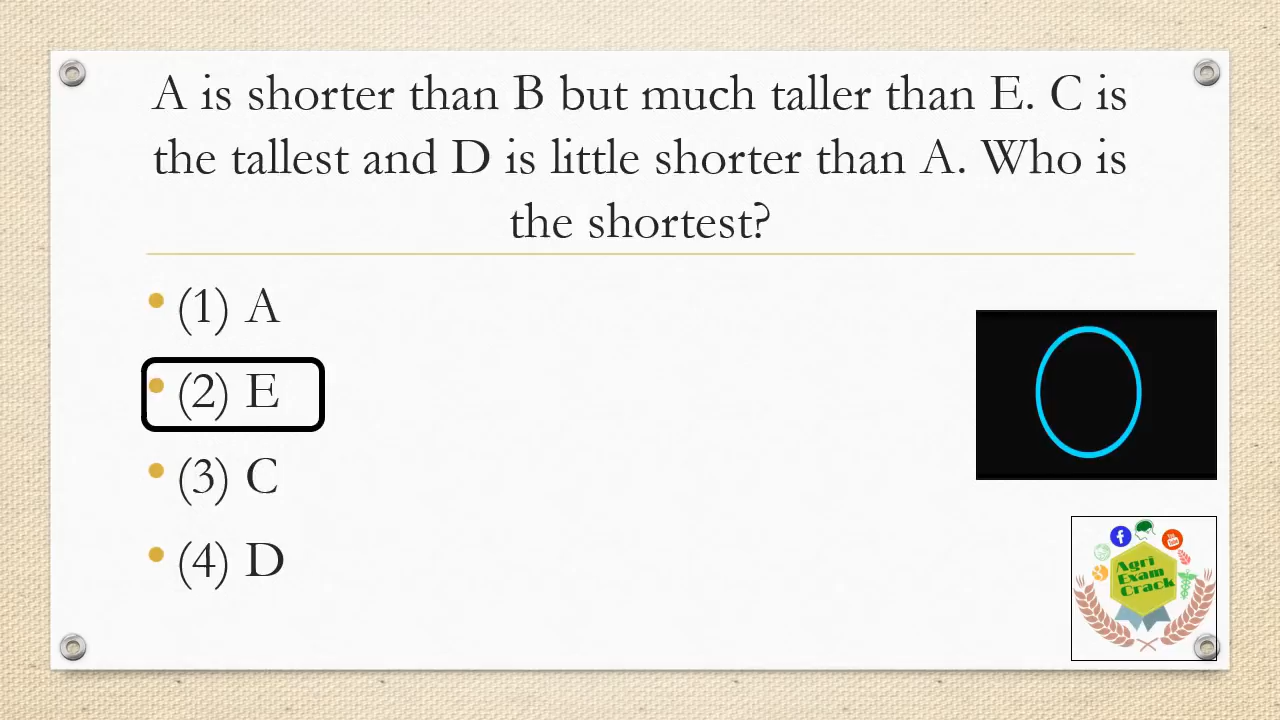 A is shorter than B but much taller than E. C is
the tallest and D is little shorter than A. Who is
the shortest?
(1) A
(2) E
(3) C
(4) D
Agri
Exam
Crack